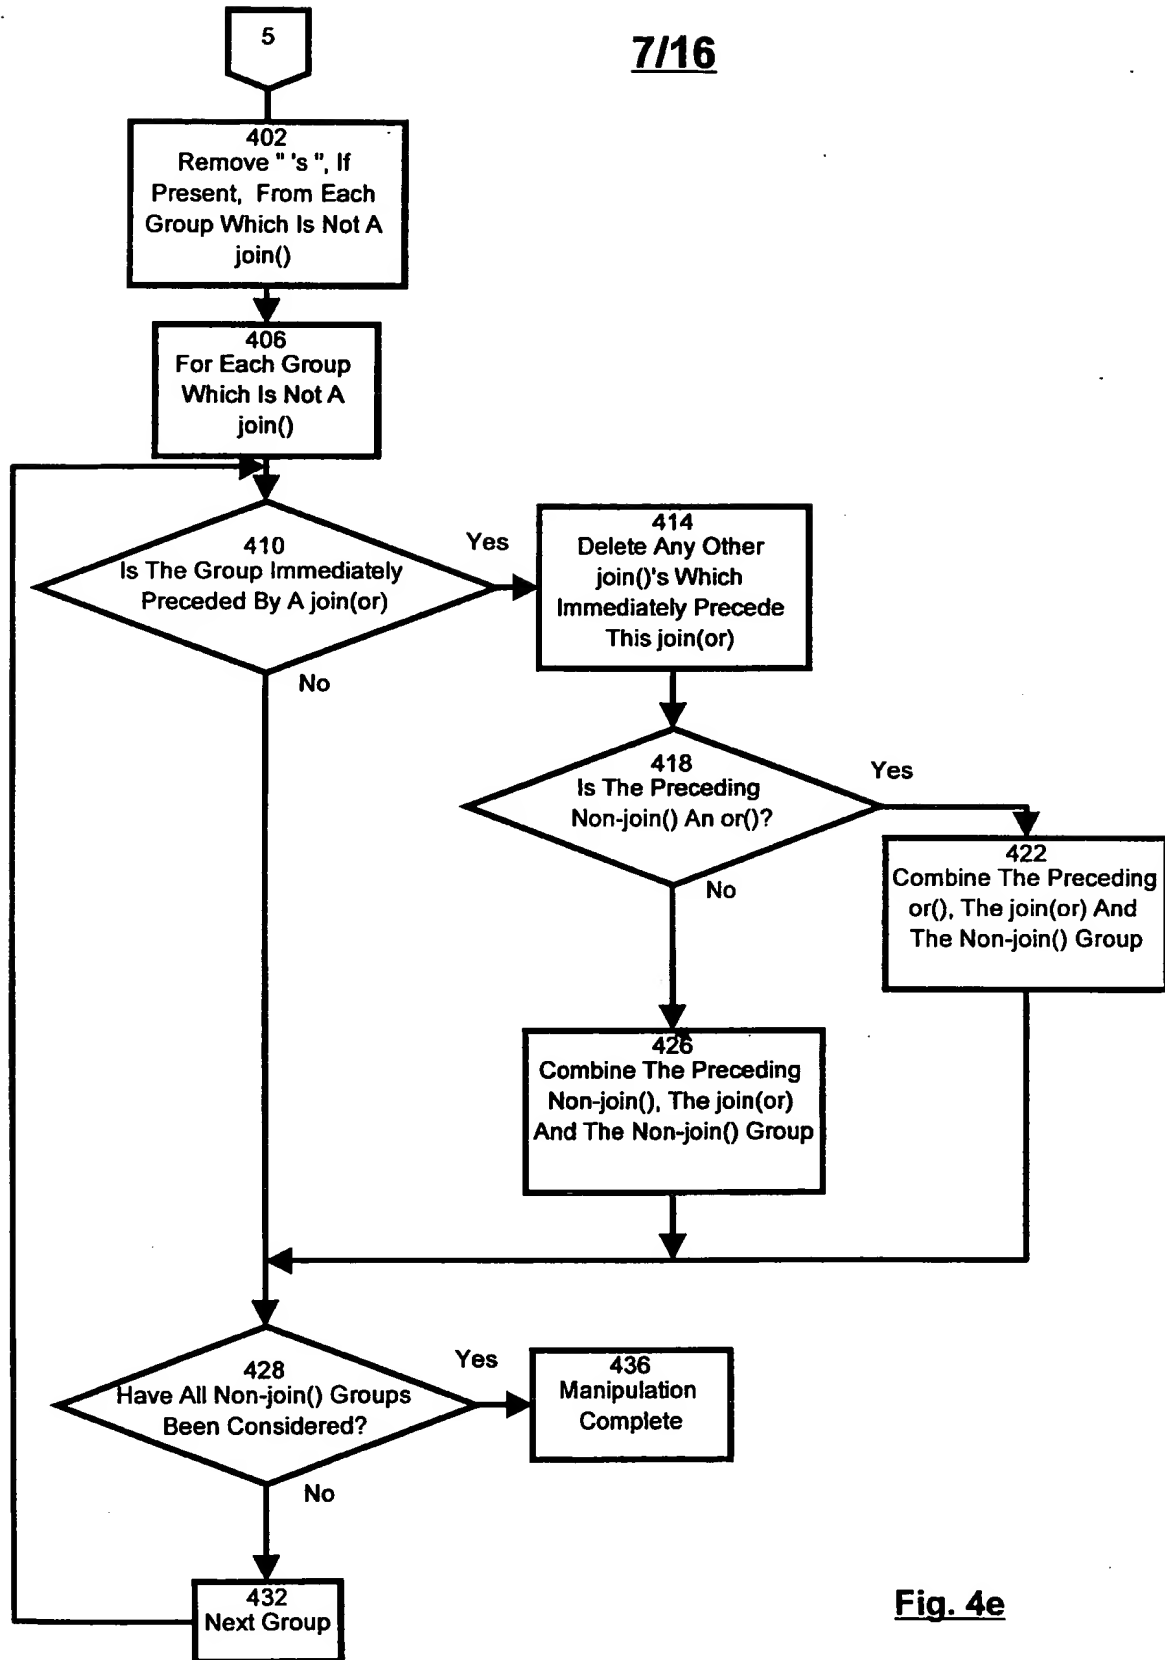 5
7/16
402
Remove " 's ", If
Present, From Each
Group Which Is Not A
join()
406
For Each Group
Which Is Not A
join()
410
Is The Group Immediately
Preceded By A join(or)
Yes
No
414
Delete Any Other
join()'s Which
Immediately Precede
This join(or)
418
Is The Preceding
Non-join() An or()?
Yes
No
422
Combine The Preceding
or(), The join(or) And
The Non-join() Group
426
Combine The Preceding
Non-join(), The join(or)
And The Non-join() Group
428
Have All Non-join() Groups
Been Considered?
Yes
No
436
Manipulation
Complete
432
Next Group
Fig. 4e